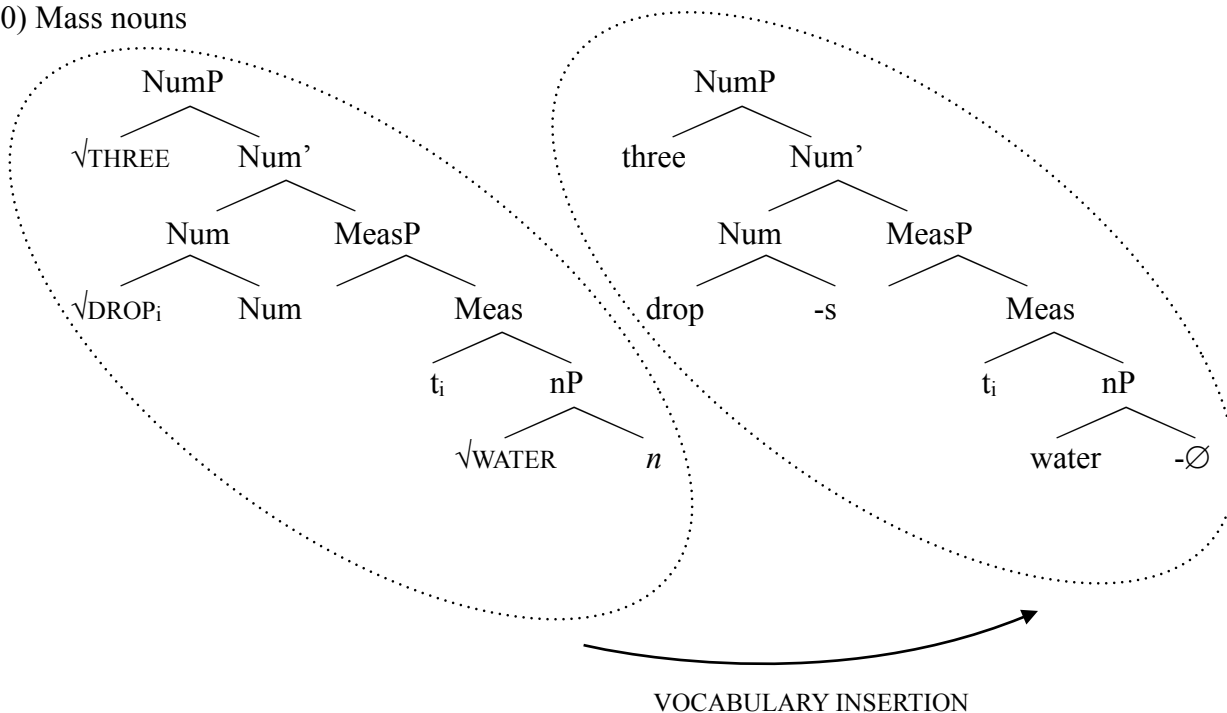 0) Mass nouns
NumP NumP
√THREE Num’ three Num’
Num MeasP Num MeasP
√DROPi Num Meas drop -s Meas
ti nP ti nP
√WATER n water -∅
VOCABULARY INSERTION